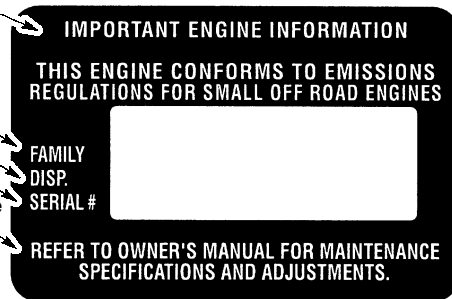 IMPORTANT ENGINE INFORMATION
THIS ENGINE CONFORMS TO EMISSIONS
REGULATIONS FOR SMALL OFF ROAD ENGINES
FAMILY
DISP.
SERIAL #
REFER TO OWNER'S MANUAL FOR MAINTENANCE
SPECIFICATIONS AND ADJUSTMENTS.